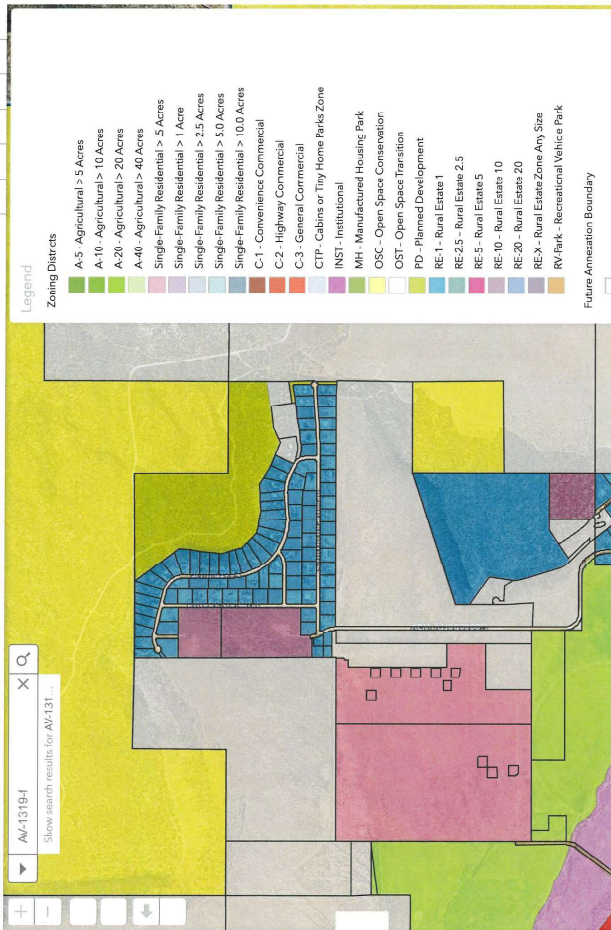 AV-1319-f
Show search results for AV-131...
Legend
Zoning Districts
A-5 - Agricultural > 5 Acres
A-10 - Agricultural > 10 Acres
A-20 - Agricultural > 20 Acres
A-40 - Agricultural > 40 Acres
Single-Family Residential > .5 Acres
Single-Family Residential > 1 Acre
Single-Family Residential > 2.5 Acres
Single-Family Residential > 5.0 Acres
Single-Family Residential > 10.0 Acres
C-1 - Convenience Commercial
C-2 - Highway Commercial
C-3 - General Commercial
CTP - Cabins or Tiny Home Parks Zone
INST - Institutional
MH - Manufactured Housing Park
OSC - Open Space Conservation
OST - Open Space Transition
PD - Planned Development
RE-1 - Rural Estate 1
RE-2.5 - Rural Estate 2.5
RE-5 - Rural Estate 5
RE-10 - Rural Estate 10
RE-20 - Rural Estate 20
RE-X - Rural Estate Zone Any Size
RV-Park - Recreational Vehicle Park
Future Annexation Boundary